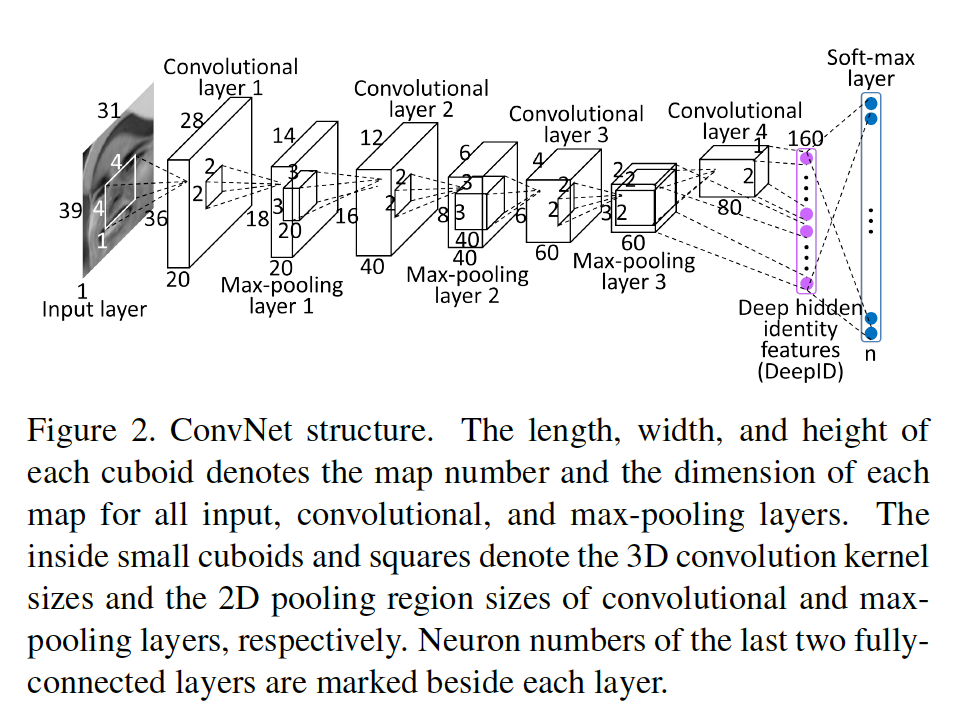 Convolutional
layer 1
Convolutional
layer 2
Convolutional
layer 3
Convolutional
layer 4
Soft-max
layer
31
39
4
4
1
1
Input layer
28
36
20
2
2
14
18
20
3
3
20
Max-pooling
layer 1
12
16
40
2
2
6
8
40
3
3
40
Max-pooling
layer 2
4
6
60
2
2
2
3
60
2
2
Max-pooling
layer 3
1
2
80
160
Deep hidden
identity
features
(DeepID)
n
Figure 2. ConvNet structure. The length, width, and height of
each cuboid denotes the map number and the dimension of each
map for all input, convolutional, and max-pooling layers. The
inside small cuboids and squares denote the 3D convolution kernel
sizes and the 2D pooling region sizes of convolutional and max-
pooling layers, respectively. Neuron numbers of the last two fully-
connected layers are marked beside each layer.